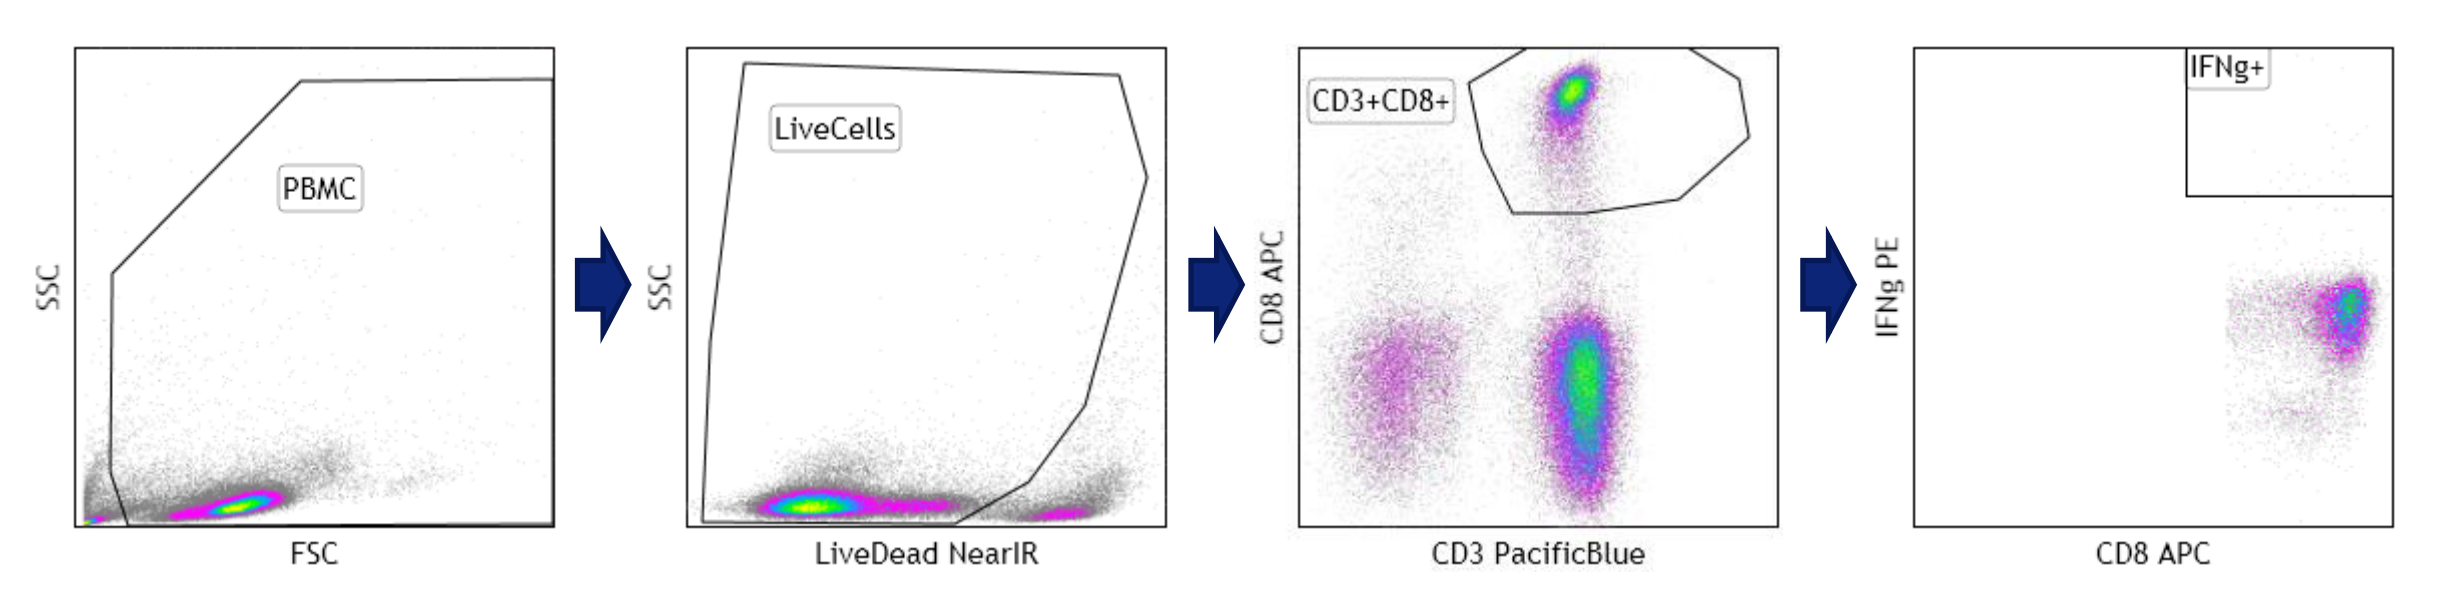 SSC
PBMC
FSC
SSC
LiveCells
LiveDead NearIR
CD8 APC
CD3+CD8+
CD3 PacificBlue
IFNg PE
IFNg+
CD8 APC